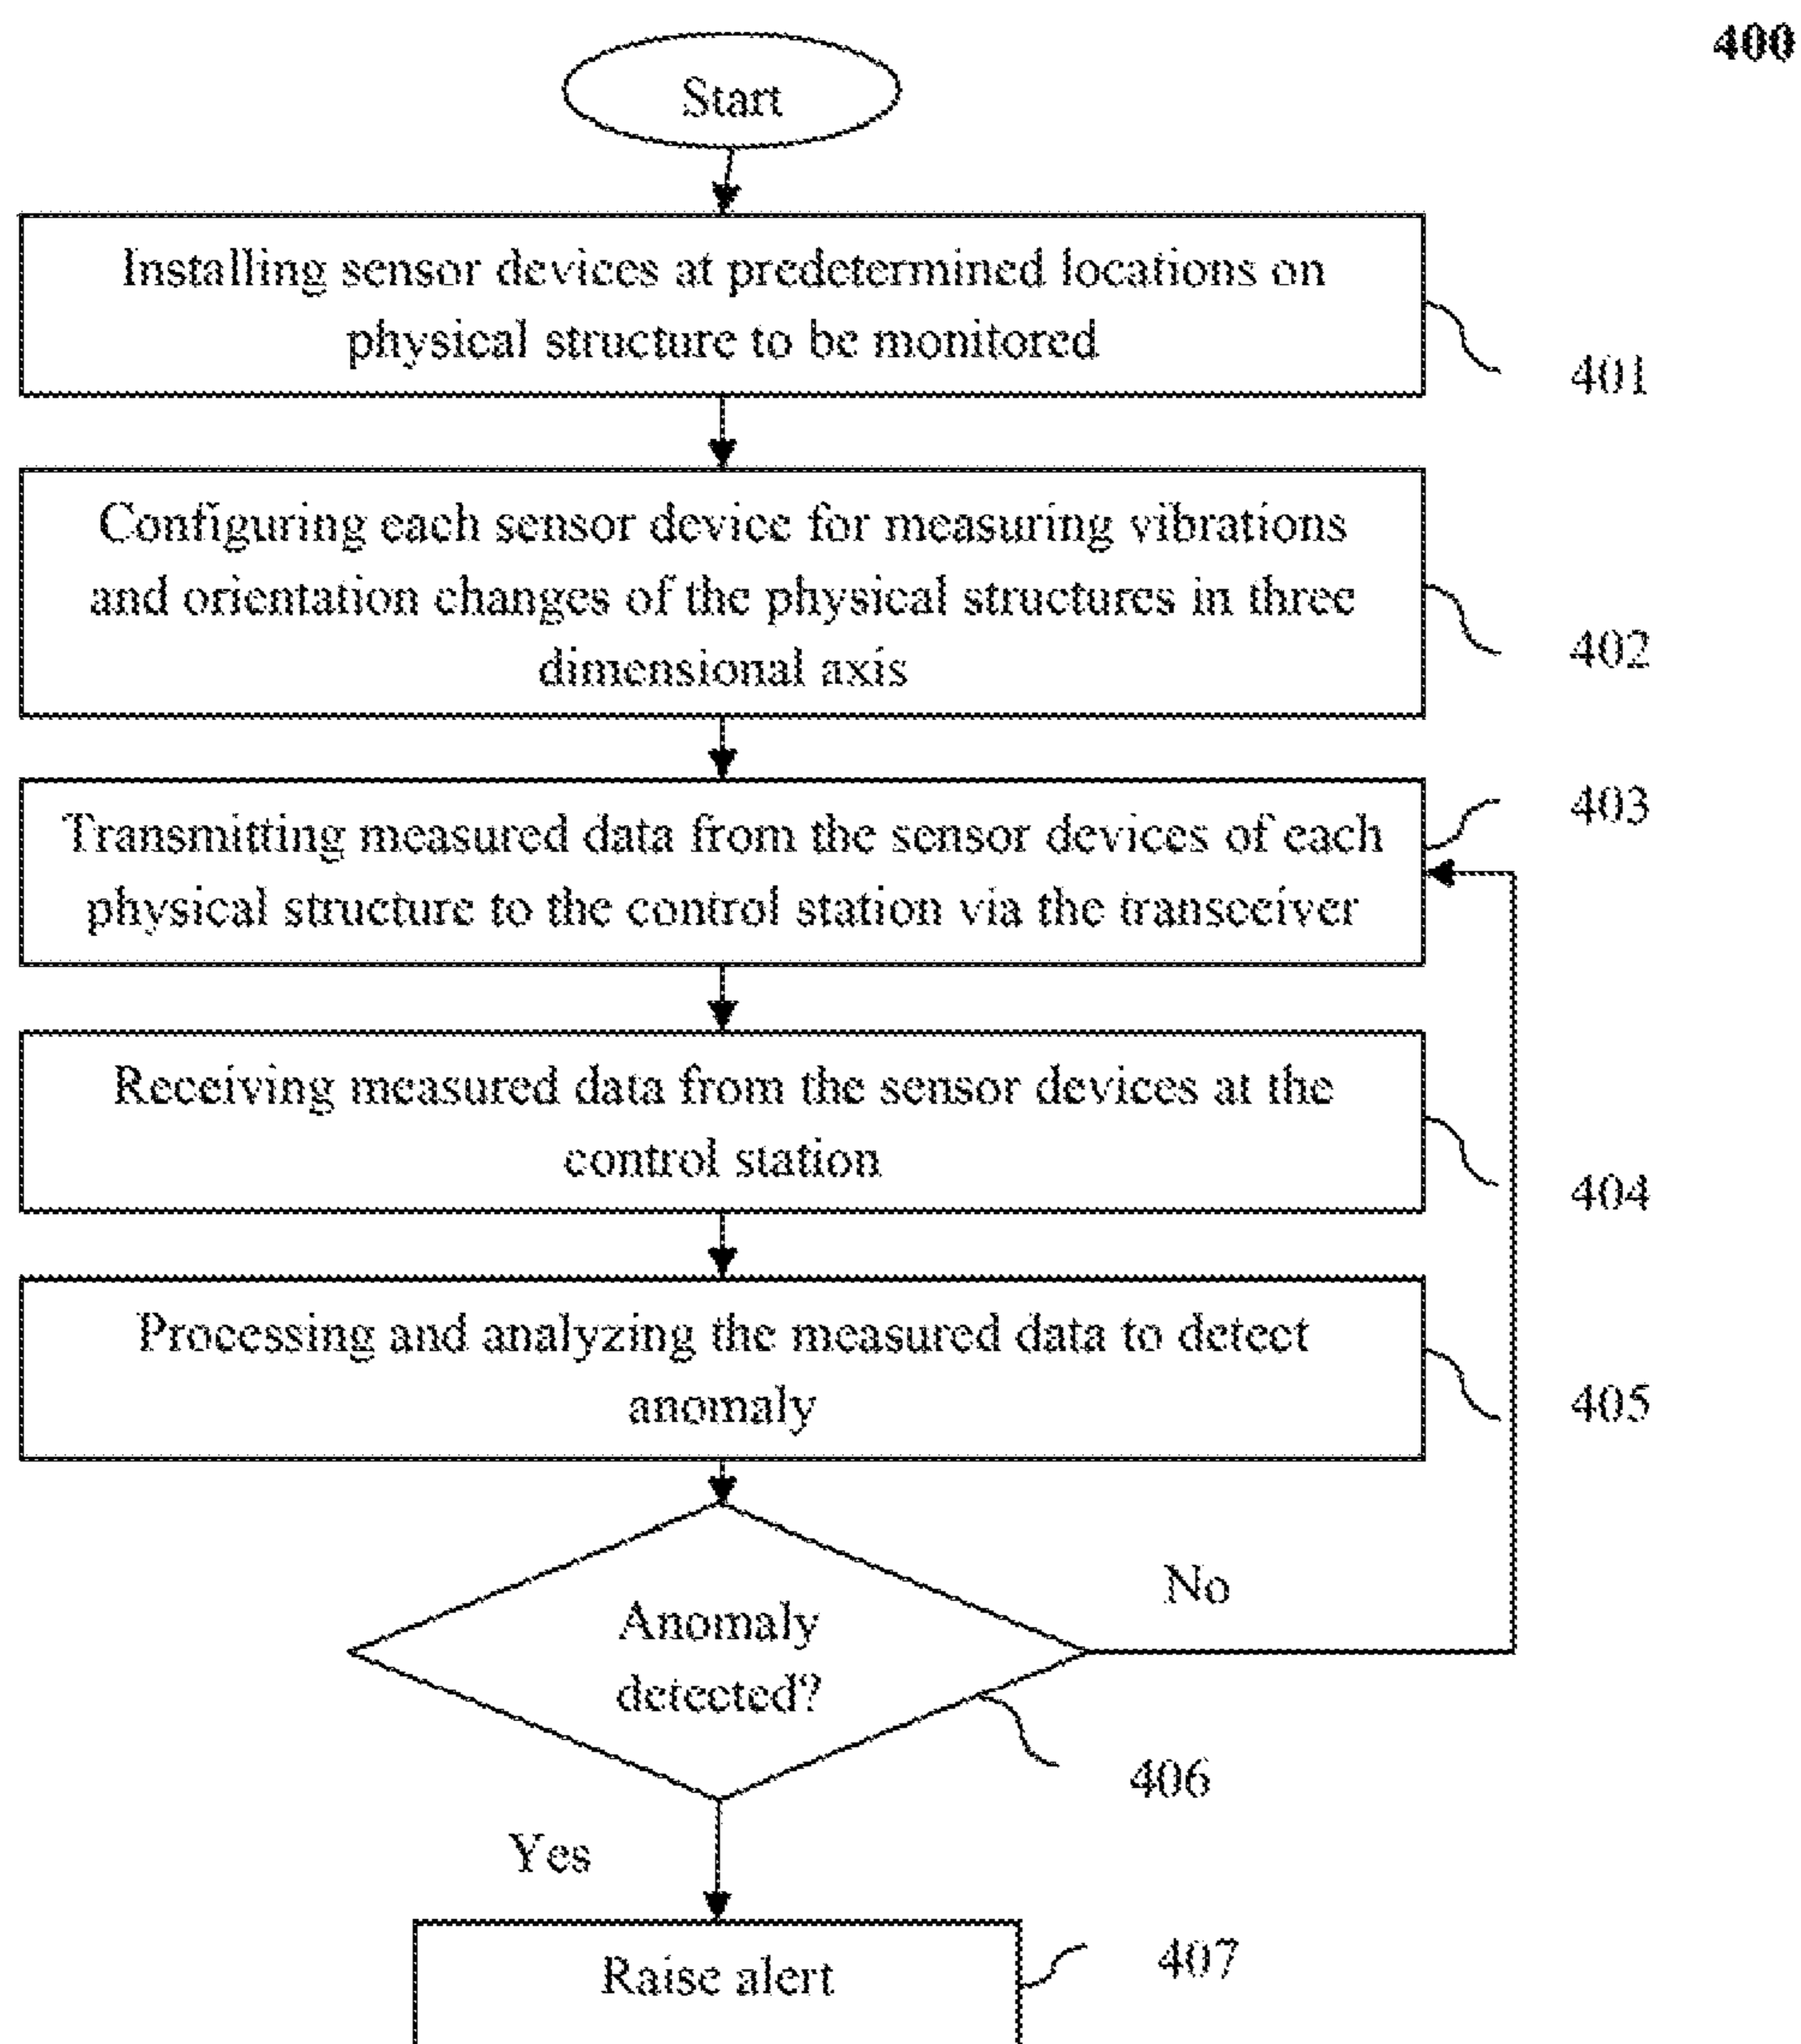 400
Start
Installing sensor devices at predetermined locations on
physical structure to be monitored
401
Configuring each sensor device for measuring vibrations
and orientation changes of the physical structures in three
dimensional axis
402
403
Transmitting measured data from the sensor devices of each
physical structure to the control station via the transceiver
Receiving measured data from the sensor devices at the
control station
404
Processing and analyzing the measured data to detect
anomaly
405
No
Anomaly
detected?
406
Yes
Raise alert
407